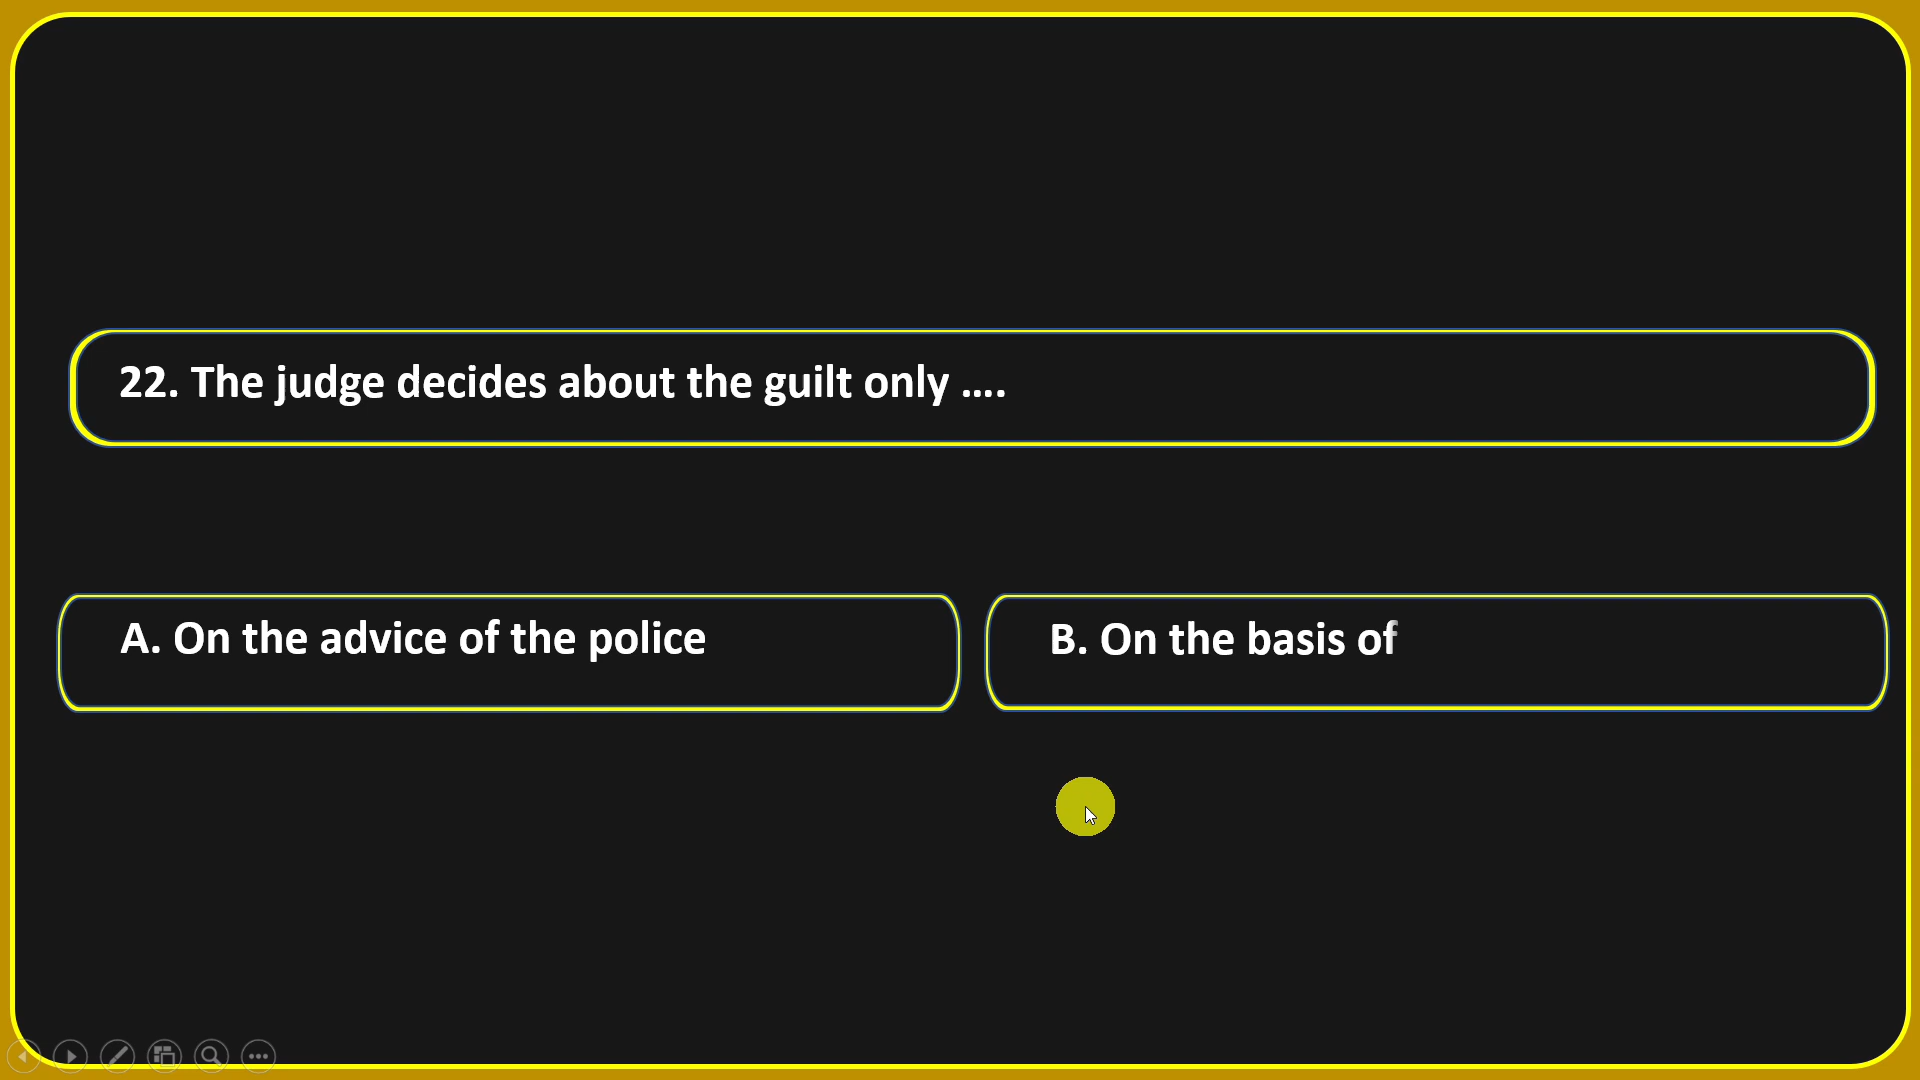 22. The judge decides about the guilt only ....
A. On the advice of the police
B. On the basis of